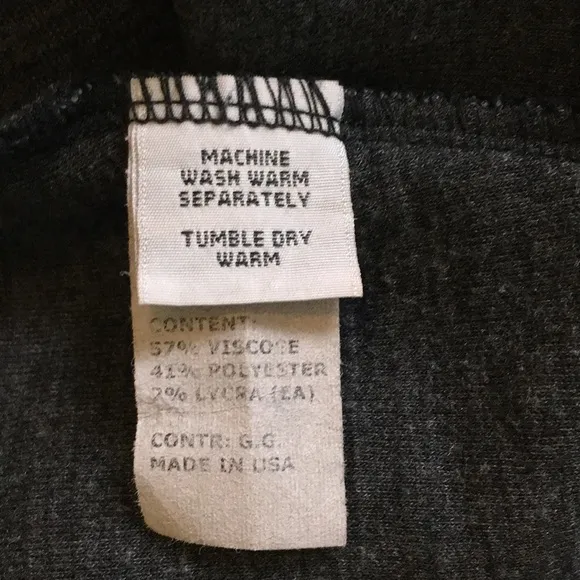 MACHINE
WASH WARM
SEPARATELY
TUMBLE DRY
WARM
CONTENT:
57% VISCOSE
41% POLYESTER
2% LYCRA (EA)
CONTR: G.G.
MADE IN USA